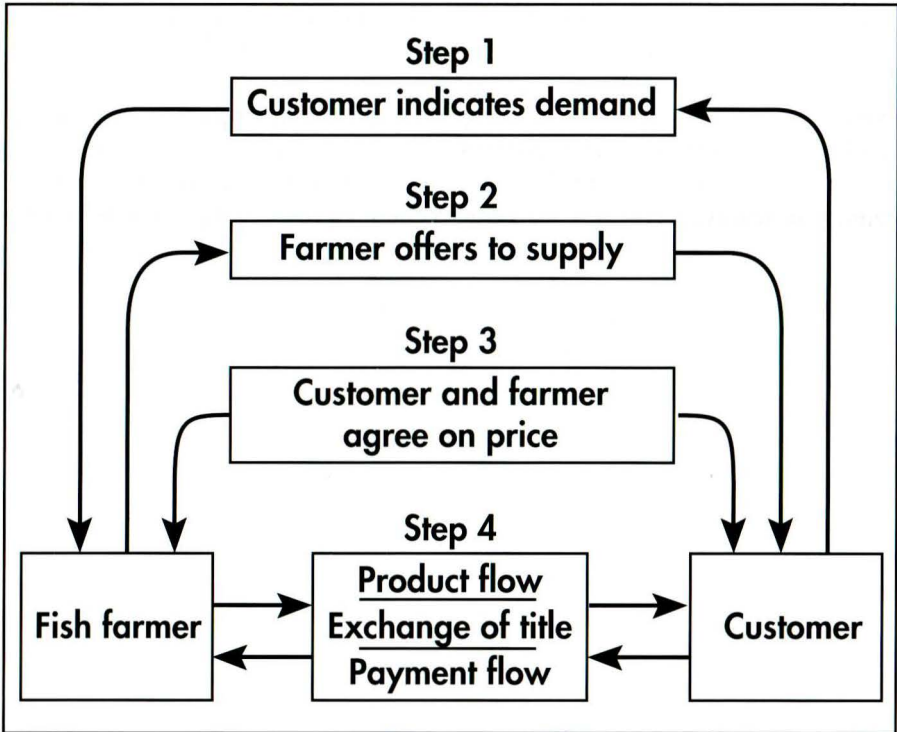 Step 1
Customer indicates demand
Step 2
Farmer offers to supply
Step 3
Customer and farmer
agree on price
Step 4
Fish farmer
Product flow
Exchange of title
Payment flow
Customer